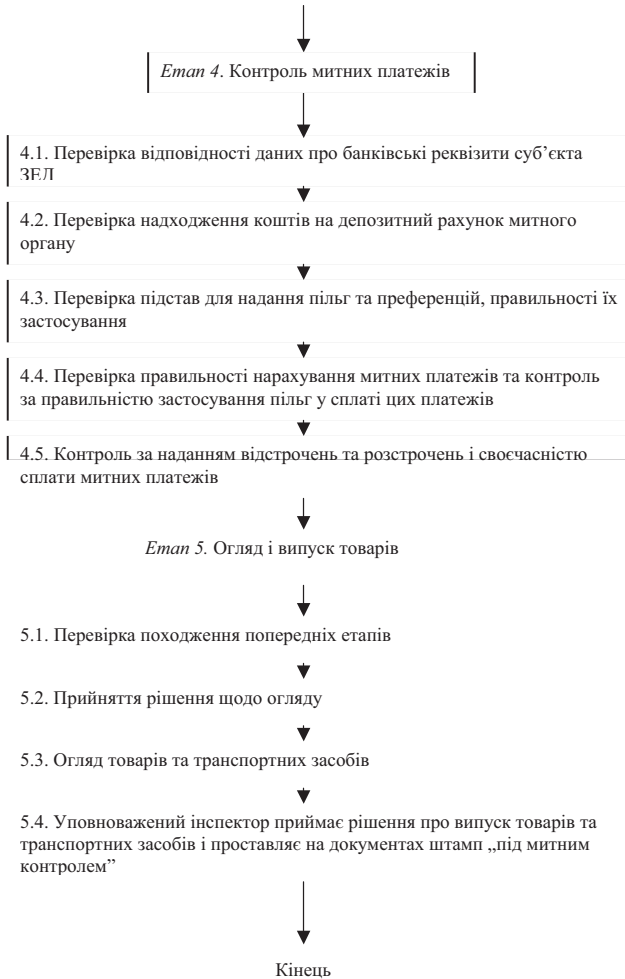 Етап 4. Контроль митних платежів
4.1. Перевірка відповідності даних про банківські реквізити суб’єкта
ЗЕД
4.2. Перевірка надходження коштів на депозитний рахунок митного
органу
4.3. Перевірка підстав для надання пільг та преференцій, правильності їх
застосування
4.4. Перевірка правильності нарахування митних платежів та контроль
за правильністю застосування пільг у сплаті цих платежів
4.5. Контроль за наданням відстрочень та розстрочень і своєчасністю
сплати митних платежів
Етап 5. Огляд і випуск товарів
5.1. Перевірка походження попередніх етапів
5.2. Прийняття рішення щодо огляду
5.3. Огляд товарів та транспортних засобів
5.4. Уповноважений інспектор приймає рішення про випуск товарів та
транспортних засобів і проставляє на документах штамп „під митним
контролем”
Кінець